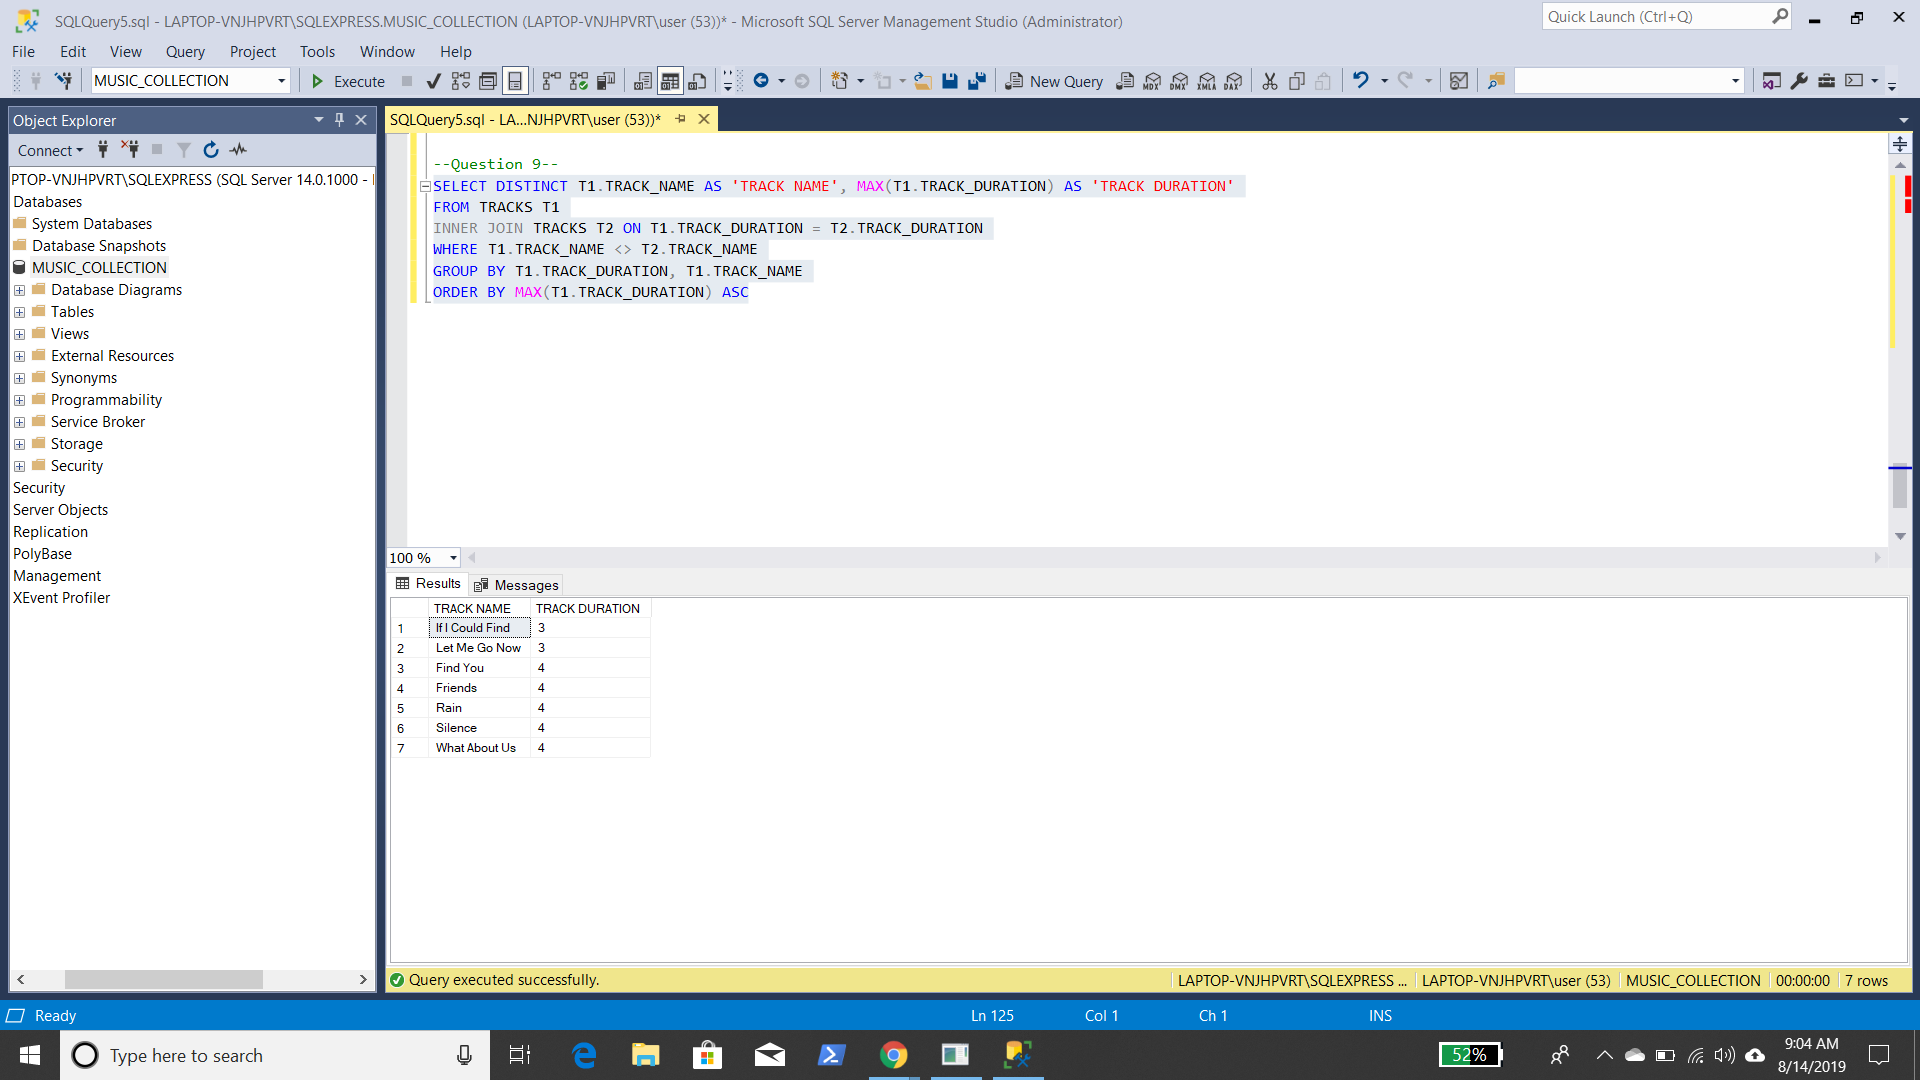 SQLQuery5.sql - LAPTOP-VNJHPVRT\SQLEXPRESS.MUSIC_COLLECTION (LAPTOP-VNJHPVRT\user (53))* - Microsoft SQL Server Management Studio (Administrator)
Quick Launch (Ctrl+Q)
File Edit View Query Project Tools Window Help
MUSIC_COLLECTION Execute New Query MDX DMX XMLA DAX
Object Explorer
Connect
PTOP-VNJHPVRT\SQLEXPRESS (SQL Server 14.0.1000 -
Databases
System Databases
Database Snapshots
MUSIC_COLLECTION
Database Diagrams
Tables
Views
External Resources
Synonyms
Programmability
Service Broker
Storage
Security
Security
Server Objects
Replication
PolyBase
Management
XEvent Profiler
SQLQuery5.sql - LA...NJHPVRT\user (53))*
--Question 9--
SELECT DISTINCT T1.TRACK_NAME AS 'TRACK NAME', MAX(T1.TRACK_DURATION) AS 'TRACK DURATION'
FROM TRACKS T1
INNER JOIN TRACKS T2 ON T1.TRACK_DURATION = T2.TRACK_DURATION
WHERE T1.TRACK_NAME <> T2.TRACK_NAME
GROUP BY T1.TRACK_DURATION, T1.TRACK_NAME
ORDER BY MAX(T1.TRACK_DURATION) ASC
100 %
Results Messages
TRACK NAME TRACK DURATION
1 If I Could Find 3
2 Let Me Go Now 3
3 Find You 4
4 Friends 4
5 Rain 4
6 Silence 4
7 What About Us 4
Query executed successfully. LAPTOP-VNJHPVRT\SQLEXPRESS ... LAPTOP-VNJHPVRT\user (53) MUSIC_COLLECTION 00:00:00 7 rows
Ready Ln 125 Col 1 Ch 1 INS
Type here to search
52%
9:04 AM
8/14/2019